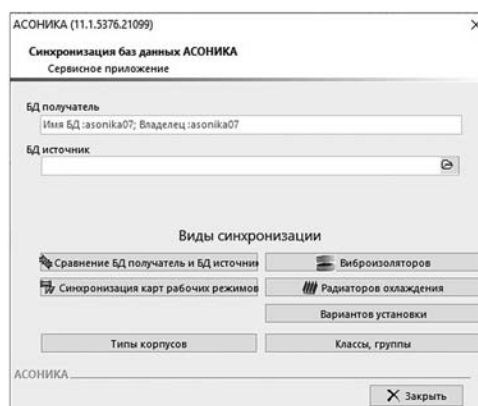 АСОНИКА (11.1.5376.21099)
Синхронизация баз данных АСОНИКА
Сервисное приложение
БД получатель
Имя БД :asonika07; Владелец :asonika07
БД источник
Виды синхронизации
Сравнение БД получатель и БД источни
Виброизоляторов
Синхронизация карт рабочих режимов
Радиаторов охлаждения
Вариантов установки
Типы корпусов
Классы, группы
АСОНИКА
Закрыть